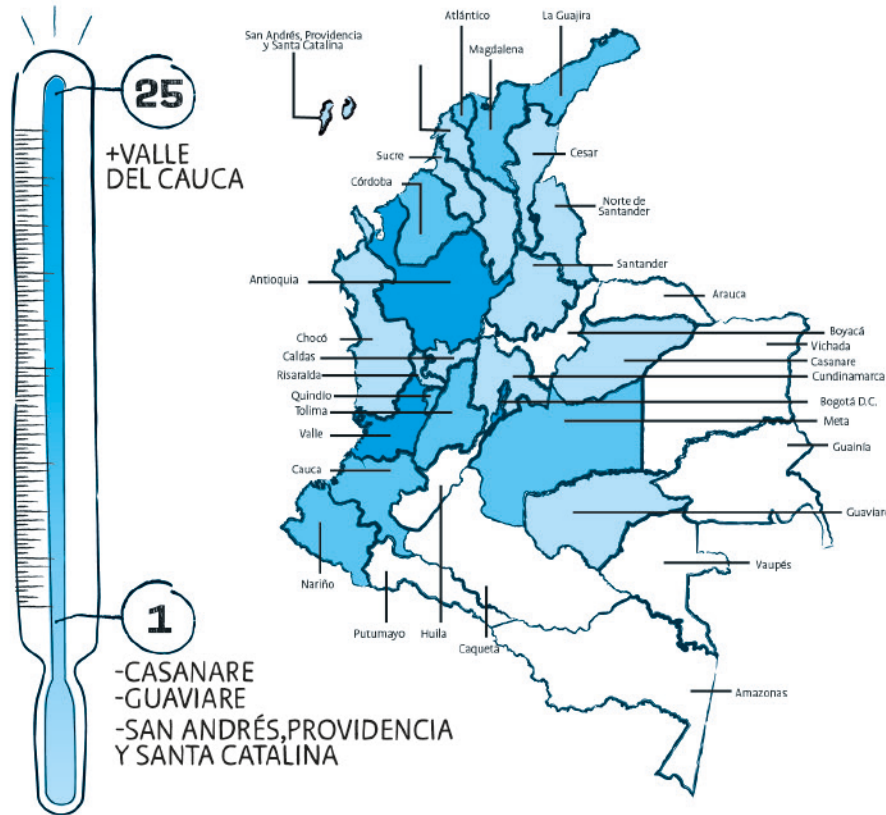 25
+VALLE
DEL CAUCA
1
-CASANARE
-GUAVIARE
-SAN ANDRÉS,PROVIDENCIA
Y SANTA CATALINA
San Andrés, Providencia
y Santa Catalina
Atlántico
La Guajira
Magdalena
Sucre
Cesar
Córdoba
Norte de
Santander
Santander
Antioquia
Arauca
Chocó
Boyacá
Vichada
Caldas
Casanare
Risaralda
Cundinamarca
Quindío
Bogotá D.C.
Tolima
Meta
Valle
Guainía
Cauca
Guaviare
Vaupés
Nariño
Putumayo
Huila
Caqueta
Amazonas